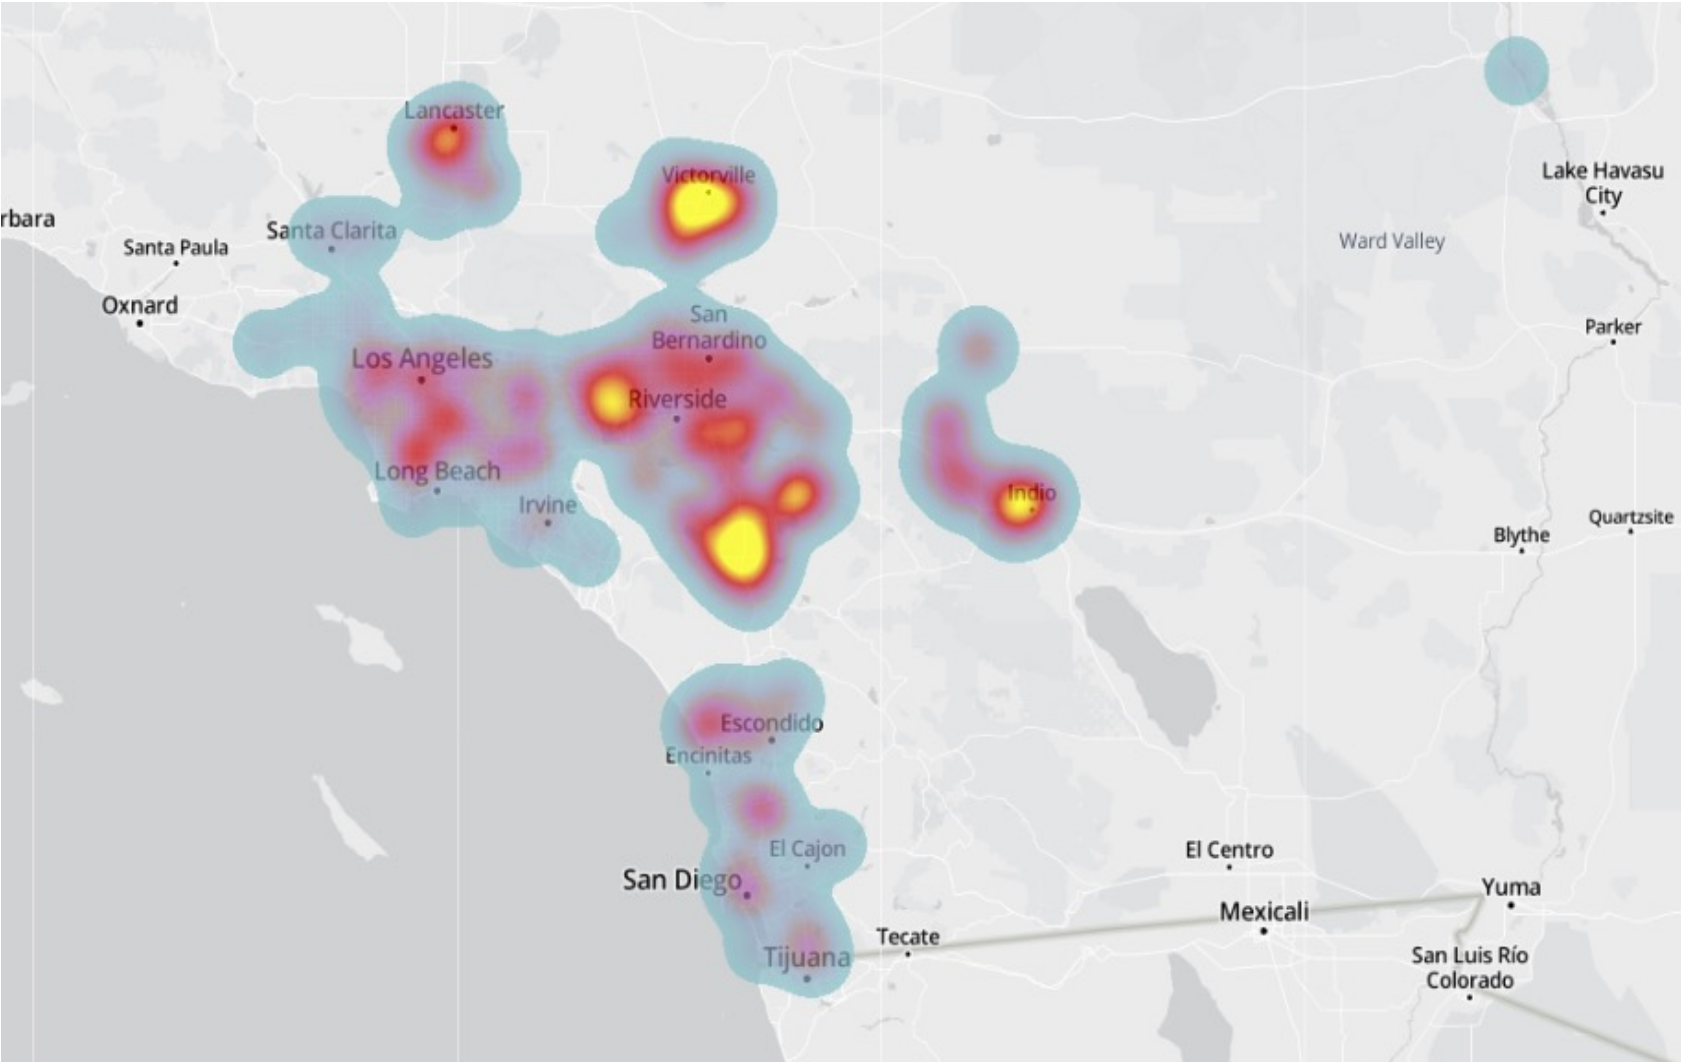 Lancaster
Victorville
Lake Havasu
City
rbara
Santa Clarita
Santa Paula
Ward Valley
Oxnard
San
Bernardino
Parker
Los Angeles
Riverside
Long Beach
Indio
Irvine
Quartzsite
Blythe
Escondido
Encinitas
El Cajon
El Centro
San Diego
Yuma
Mexicali
Tecate
Tijuana
San Luis Río
Colorado